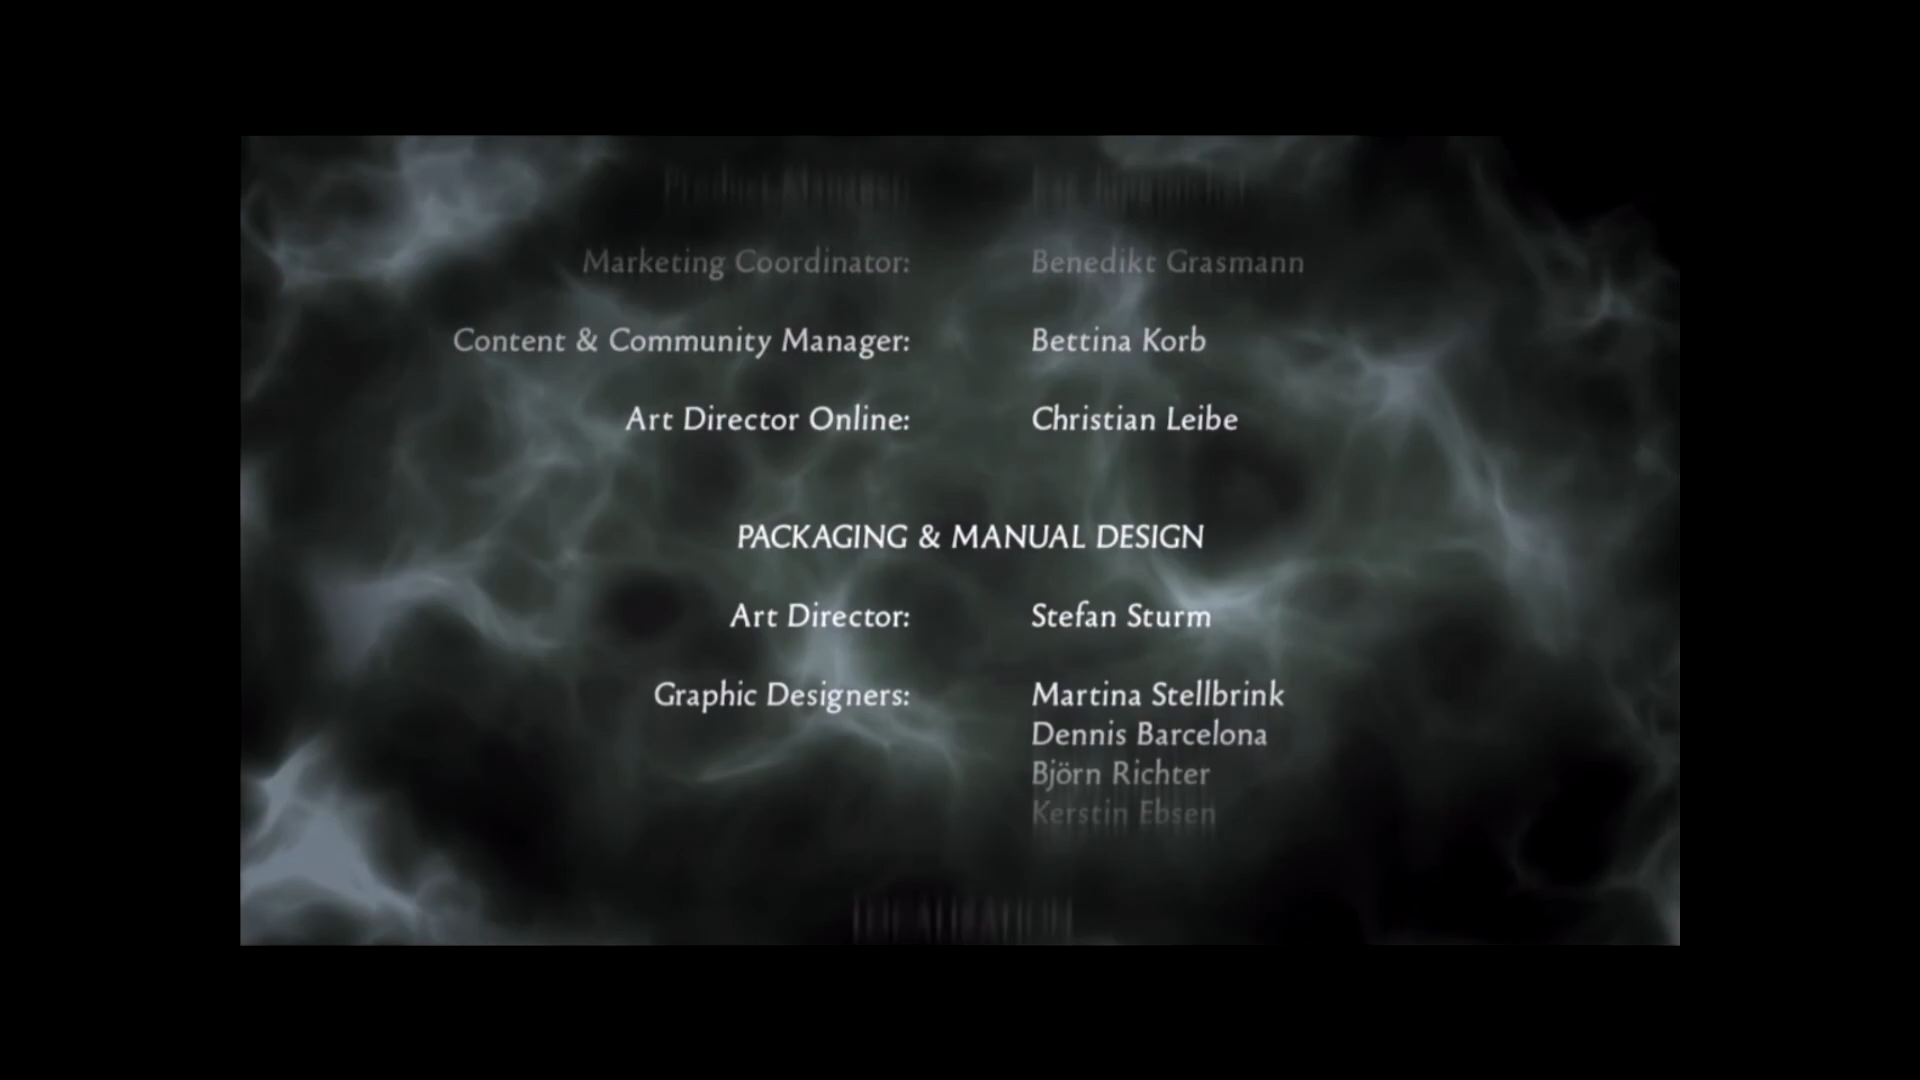 Marketing Coordinator: Benedikt Grasmann
Content & Community Manager: Bettina Korb
Art Director Online: Christian Leibe
PACKAGING & MANUAL DESIGN
Art Director: Stefan Sturm
Graphic Designers: Martina Stellbrink
Dennis Barcelona
Björn Richter
Kerstin Ebsen